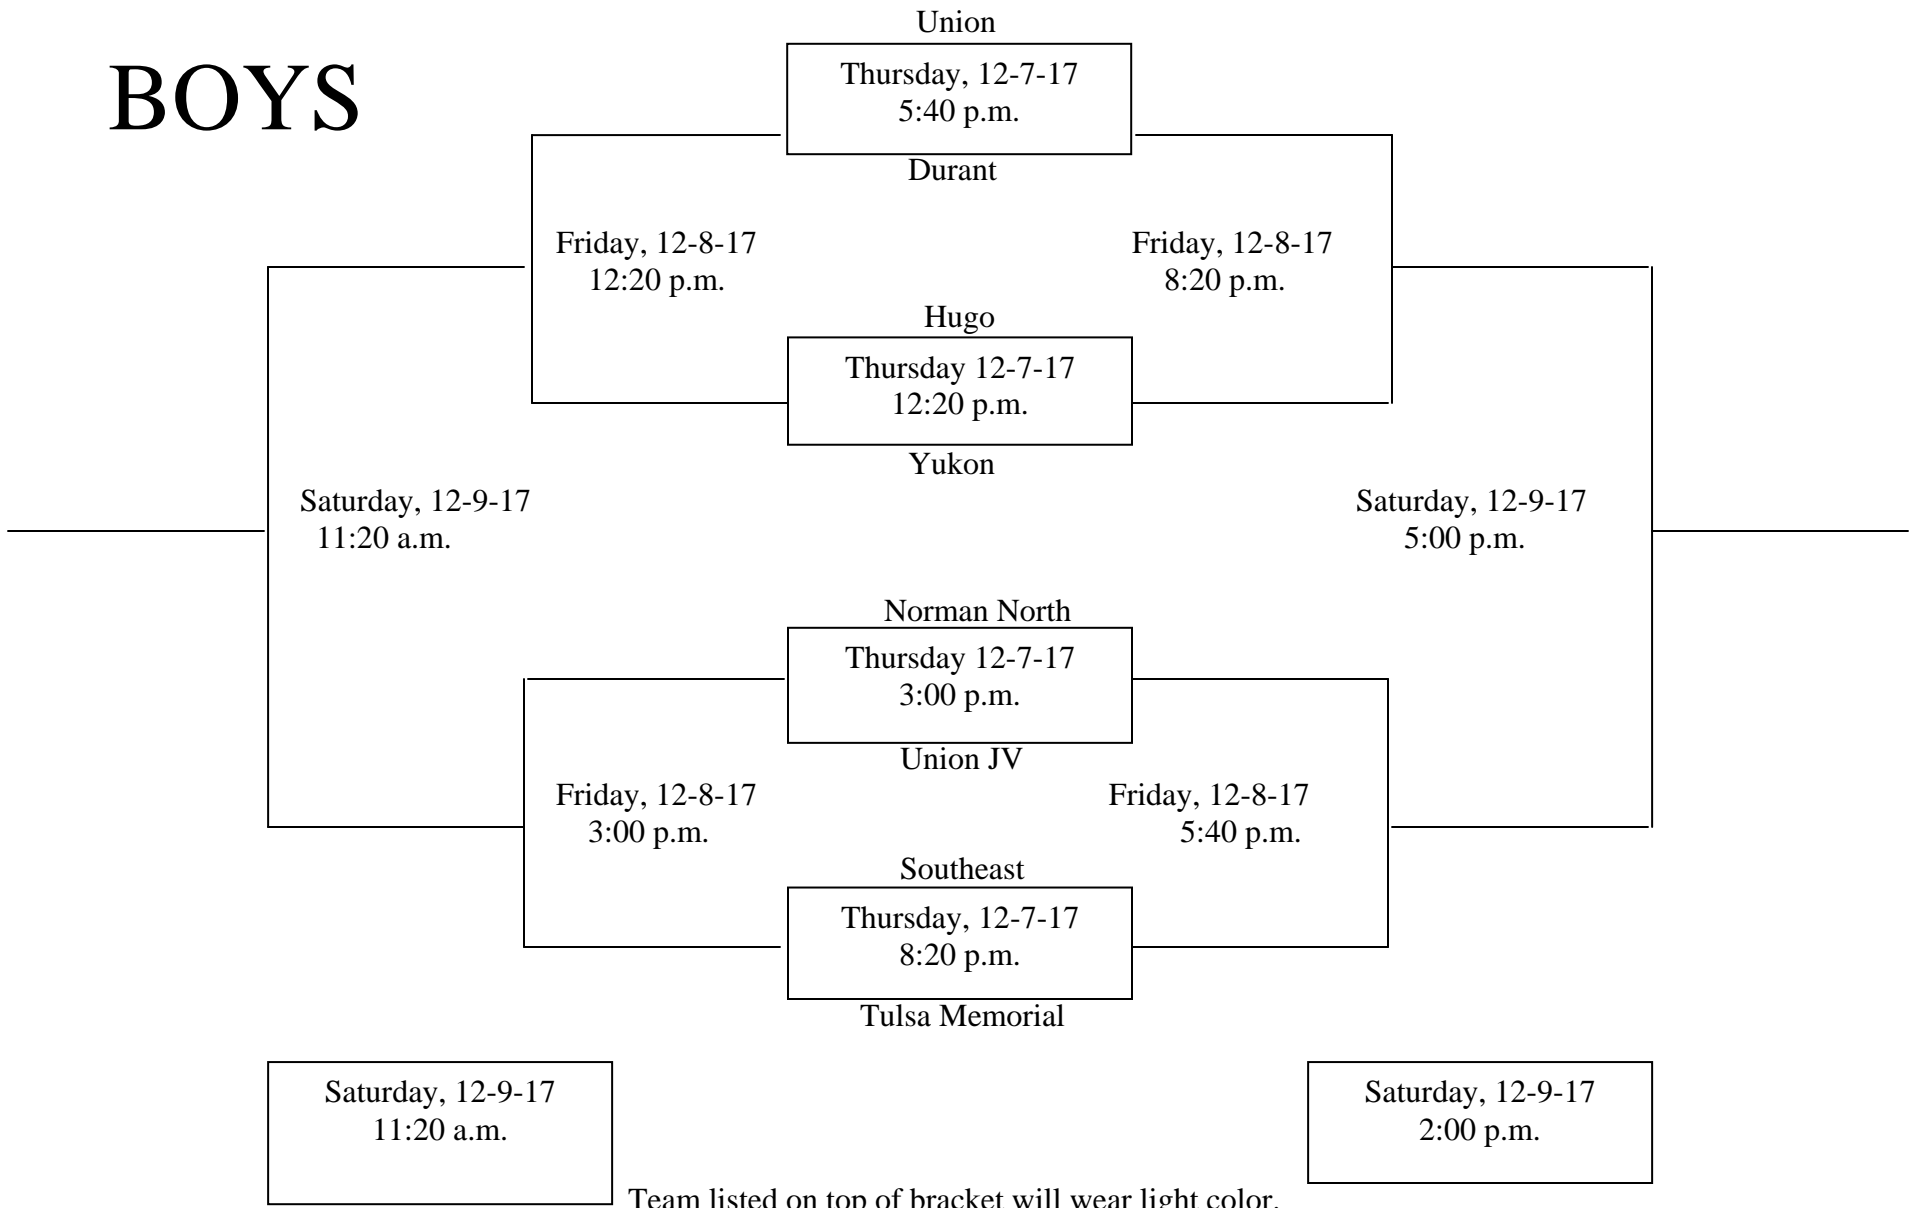 Union
BOYS
Thursday, 12-7-17
5:40 p.m.
Durant
Friday, 12-8-17
12:20 p.m.
Friday, 12-8-17
8:20 p.m.
Hugo
Thursday 12-7-17
12:20 p.m.
Yukon
Saturday, 12-9-17
11:20 a.m.
Saturday, 12-9-17
5:00 p.m.
Norman North
Thursday 12-7-17
3:00 p.m.
Union JV
Friday, 12-8-17
3:00 p.m.
Friday, 12-8-17
5:40 p.m.
Southeast
Thursday, 12-7-17
8:20 p.m.
Tulsa Memorial
Saturday, 12-9-17
11:20 a.m.
Saturday, 12-9-17
2:00 p.m.
Team listed on top of bracket will wear light color.